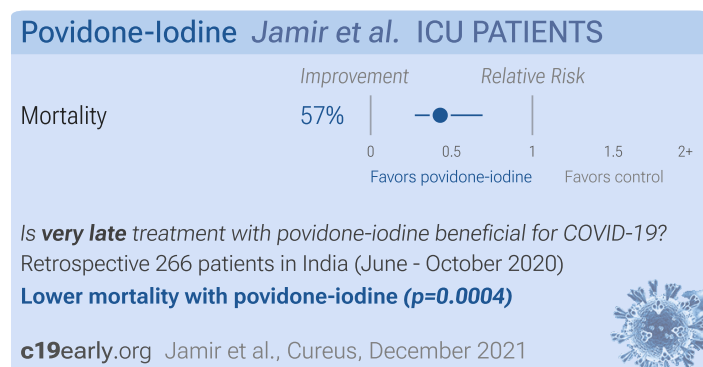 Povidone-Iodine Jamir et al. ICU PATIENTS
Improvement Relative Risk
Mortality 57%
0 0.5 1 1.5 2+
Favors povidone-iodine Favors control
Is very late treatment with povidone-iodine beneficial for COVID-19?
Retrospective 266 patients in India (June - October 2020)
Lower mortality with povidone-iodine (p=0.0004)
c19early.org Jamir et al., Cureus, December 2021